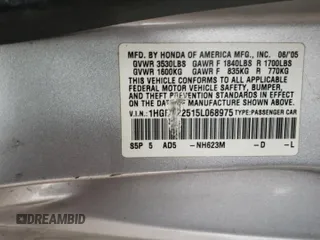 MFD. BY HONDA OF AMERICA MFG., INC. 06/'05
GVWR 3530LBS GAWR F 1840LBS R 1700LBS
GVWR 1600KG GAWR F 835KG R 770KG
THIS VEHICLE CONFORMS TO ALL APPLICABLE
FEDERAL MOTOR VEHICLE SAFETY,
BUMPER, AND THEFT PREVENTION
STANDARDS IN EFFECT ON THE DATE OF
MANUFACTURE SHOWN ABOVE.
V.I.N.: TYPE:PASSENGER CAR
S5P 5 AD5 -NH623M -D -L
© DREAMBID